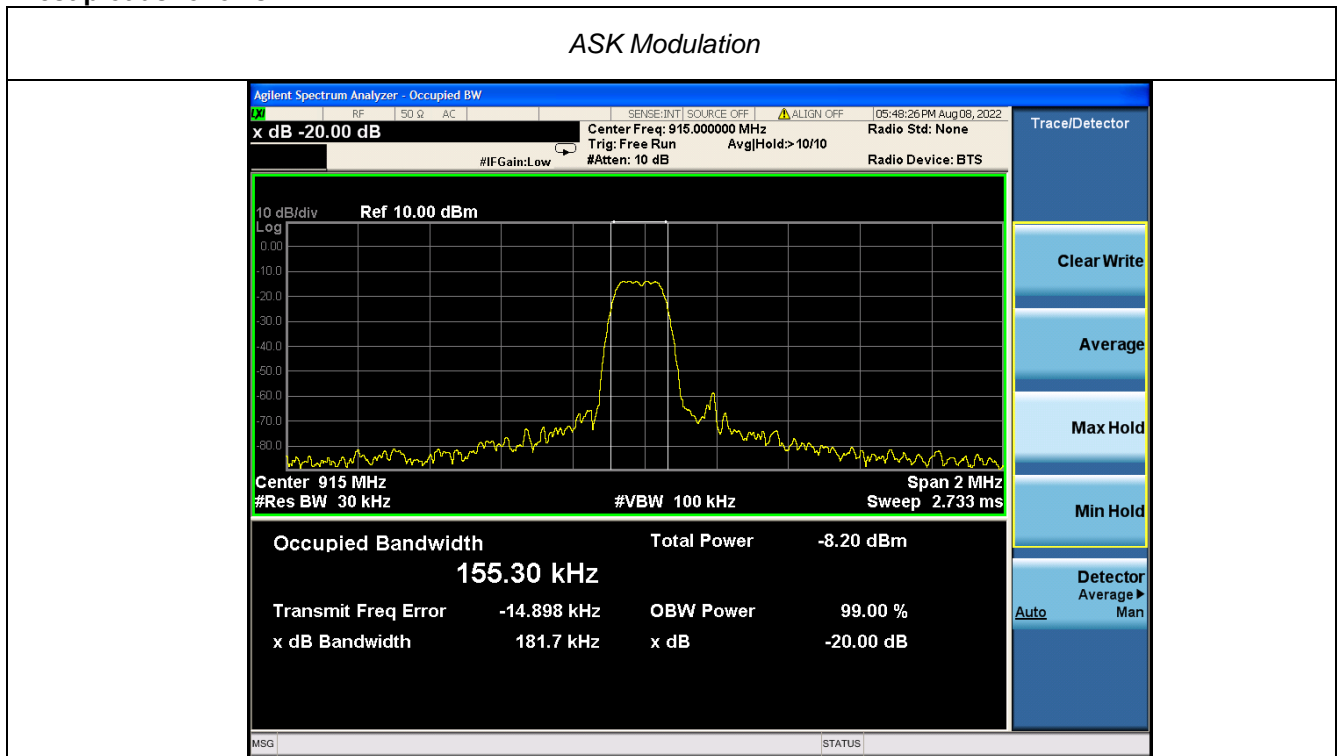 ASK Modulation
Agilent Spectrum Analyzer - Occupied BW
LXI RF 50 Ω AC SENSE:INT SOURCE OFF ALIGN OFF 05:48:26 PM Aug 08, 2022
x dB -20.00 dB
Center Freq: 915.000000 MHz
Radio Std: None
Trig: Free Run Avg|Hold:>10/10
#IFGain:Low
#Atten: 10 dB
Radio Device: BTS
10 dB/div Ref 10.00 dBm
Log
0.00
-10.0
-20.0
-30.0
-40.0
-50.0
-60.0
-70.0
-80.0
Center 915 MHz Span 2 MHz
#Res BW 30 kHz #VBW 100 kHz Sweep 2.733 ms
Occupied Bandwidth
155.30 kHz
Total Power -8.20 dBm
Transmit Freq Error -14.898 kHz OBW Power 99.00 %
x dB Bandwidth 181.7 kHz x dB -20.00 dB
Trace/Detector
Clear Write
Average
Max Hold
Min Hold
Detector
Average▶
Auto Man
MSG STATUS